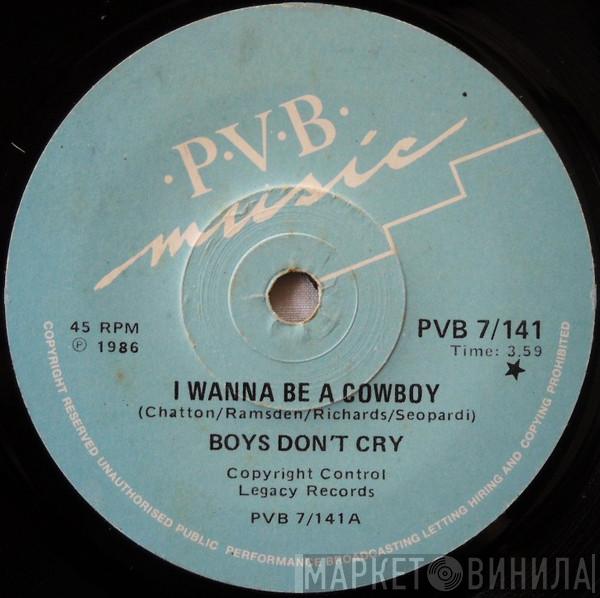 ·P·V·B·
music
45 RPM
℗ 1986
PVB 7/141
Time: 3.59
★
I WANNA BE A COWBOY
(Chatton/Ramsden/Richards/Seopardi)
BOYS DON'T CRY
Copyright Control
Legacy Records
PVB 7/141A
COPYRIGHT RESERVED UNAUTHORISED PUBLIC PERFORMANCE BROADCASTING LETTING HIRING AND COPYING PROHIBITED
МАРКЕТ ВИНИЛА